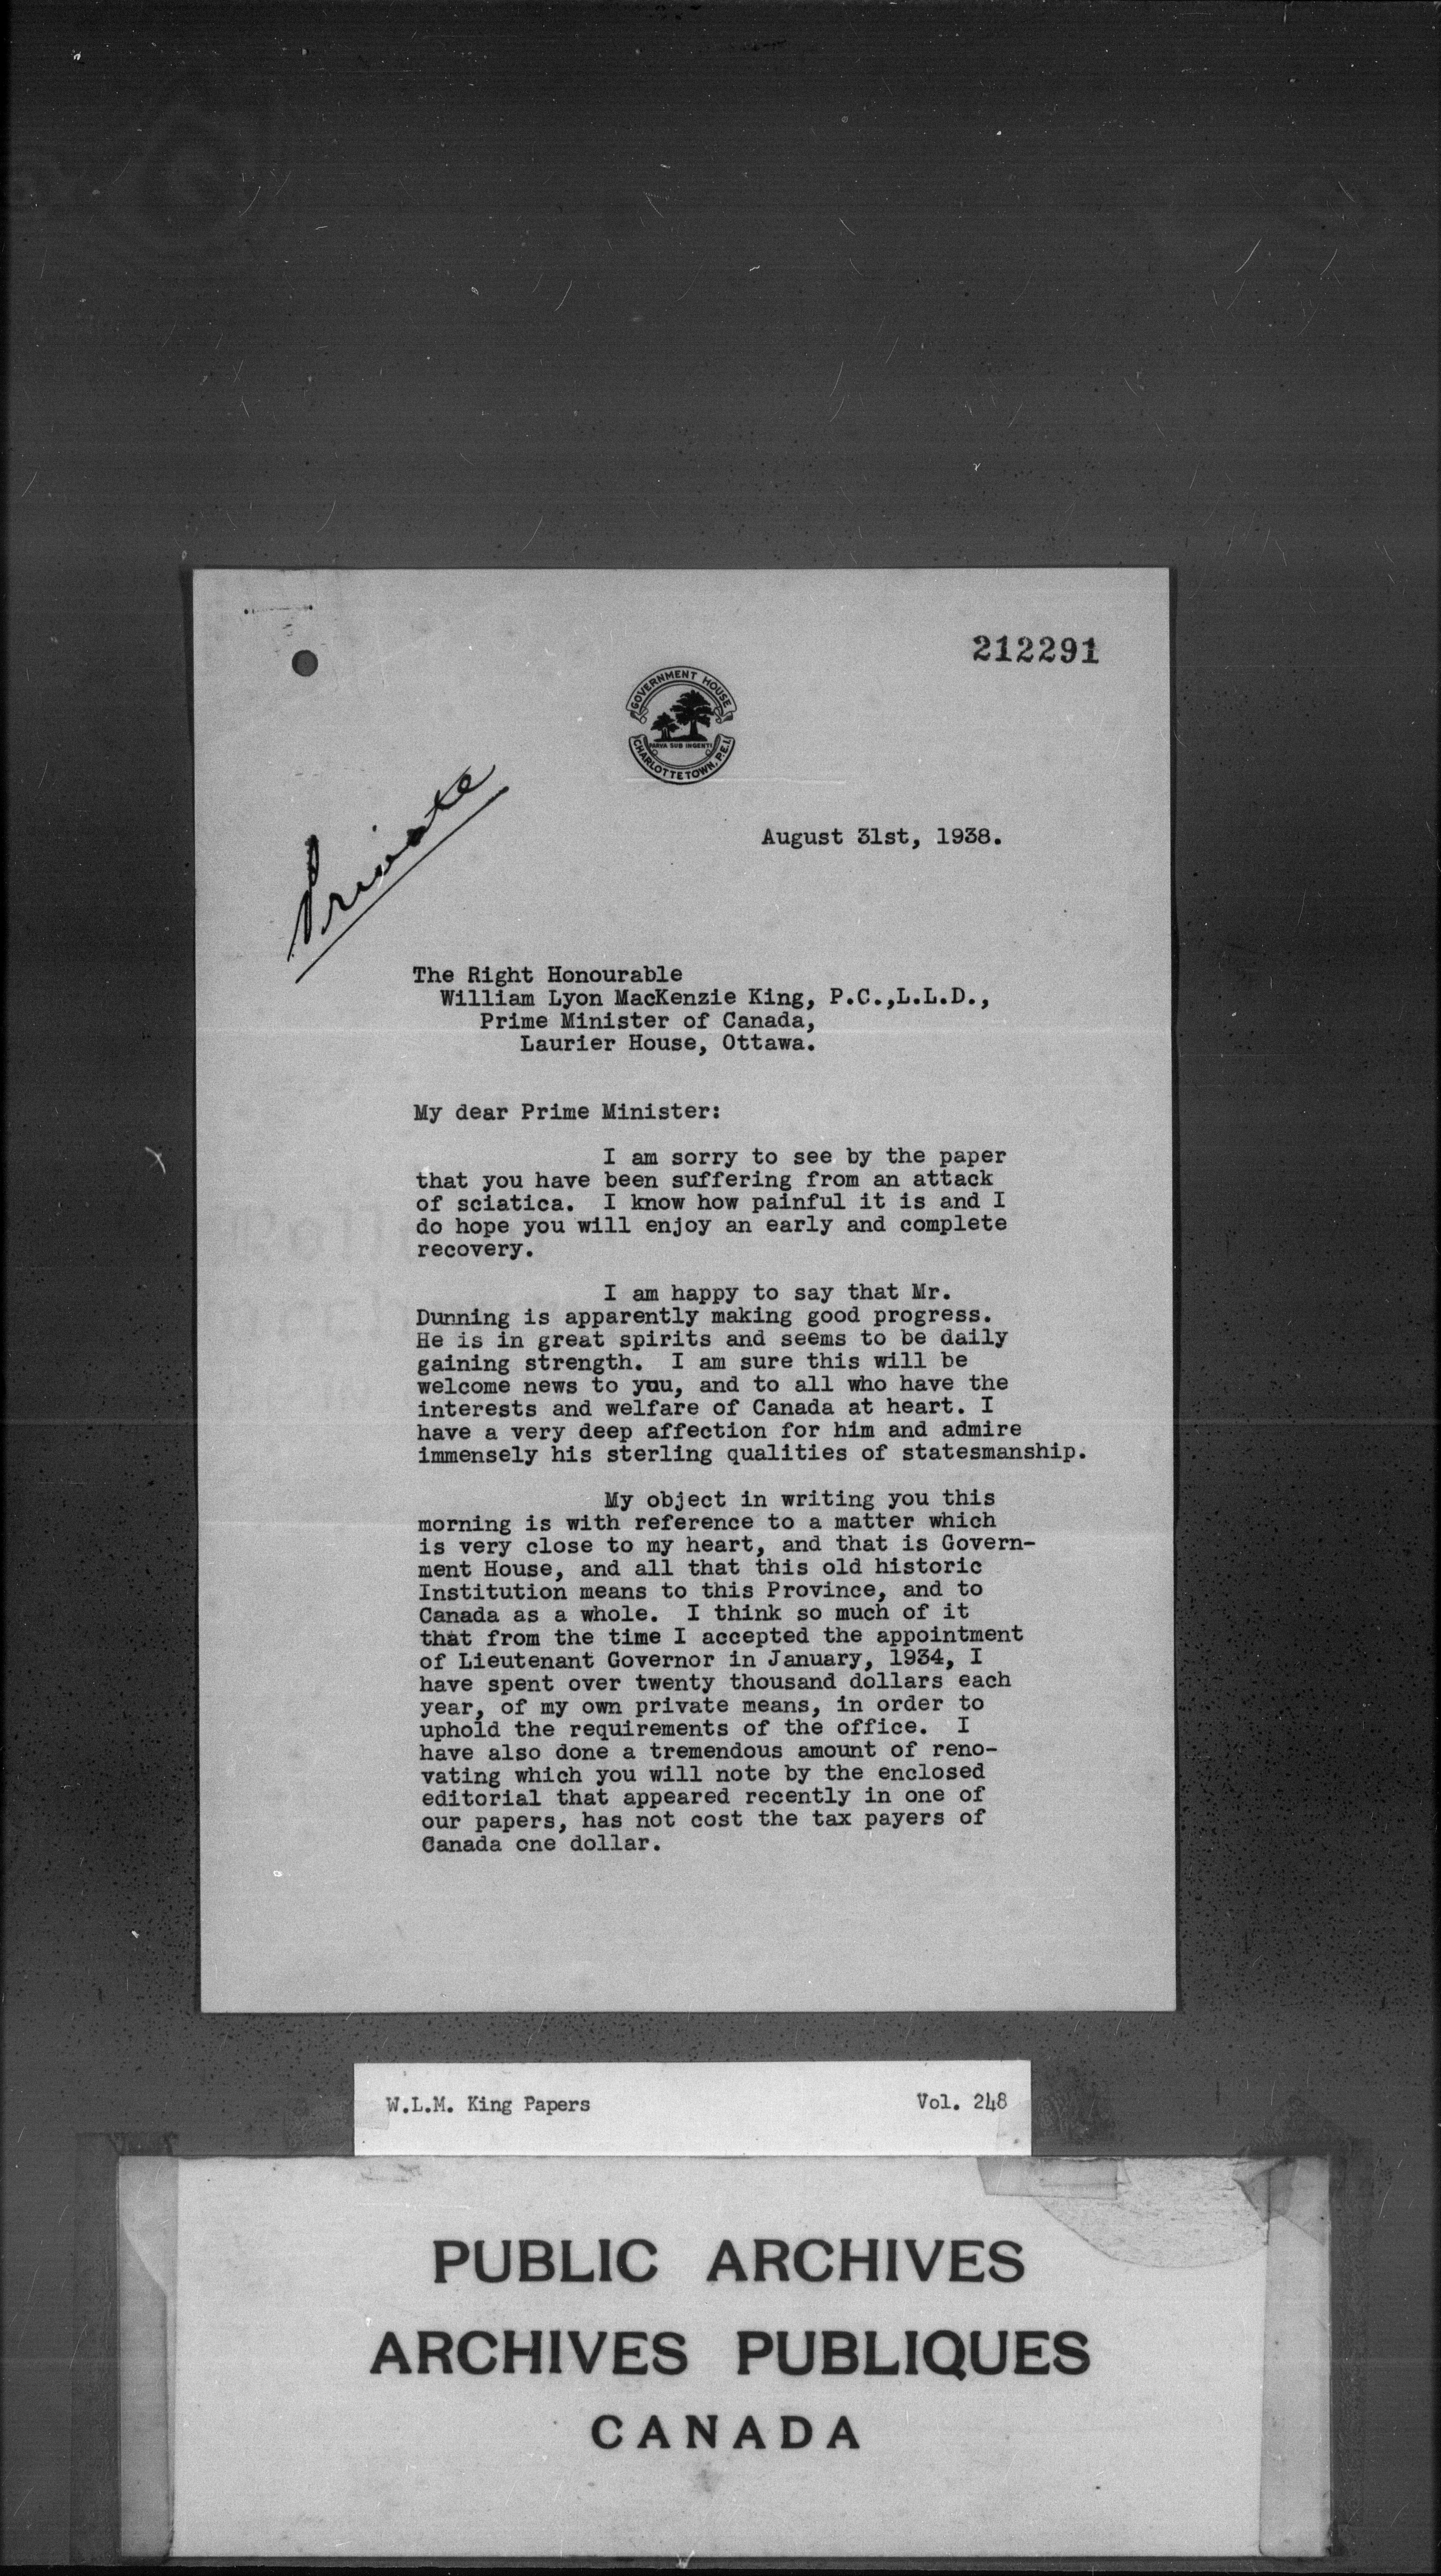 212291
GOVERNMENT HOUSE
PARVA SUB INGENTI
CHARLOTTETOWN, P.E.I.
Private
August 31st, 1938.
The Right Honourable
William Lyon MacKenzie King, P.C.,L.L.D.,
Prime Minister of Canada,
Laurier House, Ottawa.
My dear Prime Minister:
I am sorry to see by the paper
that you have been suffering from an attack
of sciatica. I know how painful it is and I
do hope you will enjoy an early and complete
recovery.
I am happy to say that Mr.
Dunning is apparently making good progress.
He is in great spirits and seems to be daily
gaining strength. I am sure this will be
welcome news to you, and to all who have the
interests and welfare of Canada at heart. I
have a very deep affection for him and admire
immensely his sterling qualities of statesmanship.
My object in writing you this
morning is with reference to a matter which
is very close to my heart, and that is Govern-
ment House, and all that this old historic
Institution means to this Province, and to
Canada as a whole. I think so much of it
that from the time I accepted the appointment
of Lieutenant Governor in January, 1934, I
have spent over twenty thousand dollars each
year, of my own private means, in order to
uphold the requirements of the office. I
have also done a tremendous amount of reno-
vating which you will note by the enclosed
editorial that appeared recently in one of
our papers, has not cost the tax payers of
Canada one dollar.
W.L.M. King Papers Vol. 248
PUBLIC ARCHIVES
ARCHIVES PUBLIQUES
CANADA